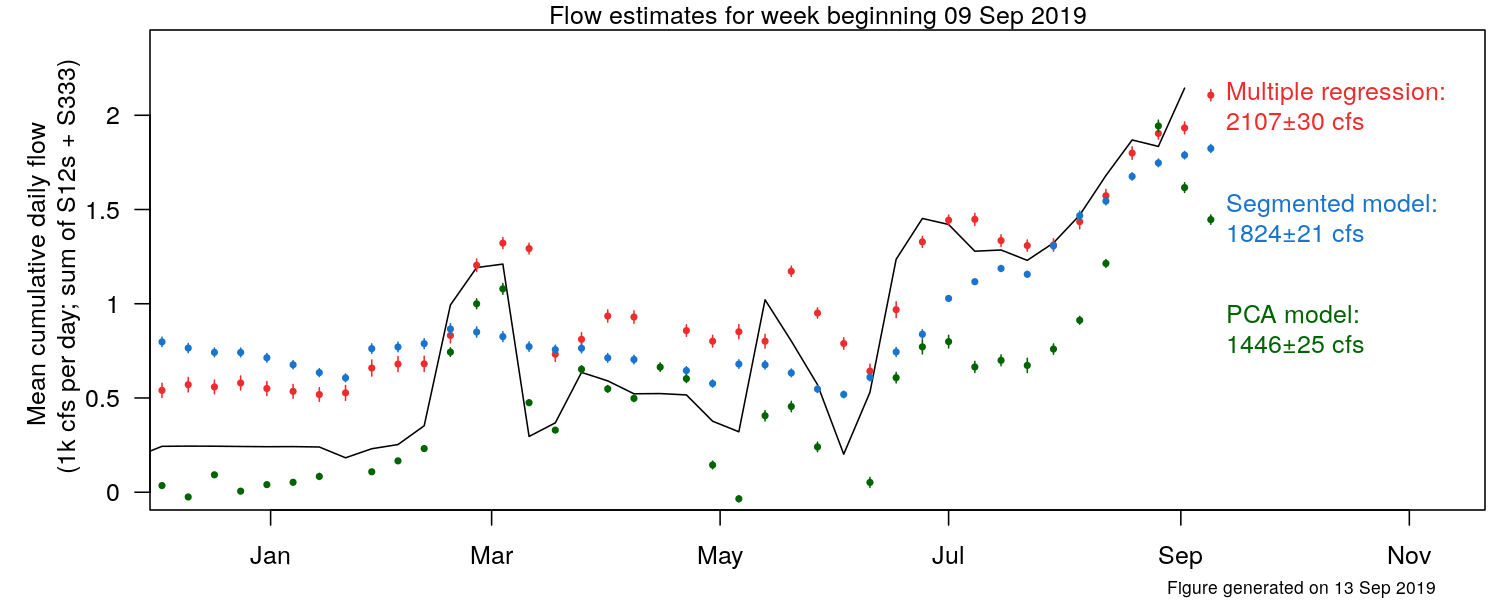 Flow estimates for week beginning 09 Sep 2019
Mean cumulative daily flow
(1k cfs per day; sum of S12s + S333)
2
1.5
1
0.5
0
Multiple regression:
2107±30 cfs
Segmented model:
1824±21 cfs
PCA model:
1446±25 cfs
Jan Mar May Jul Sep Nov
Figure generated on 13 Sep 2019